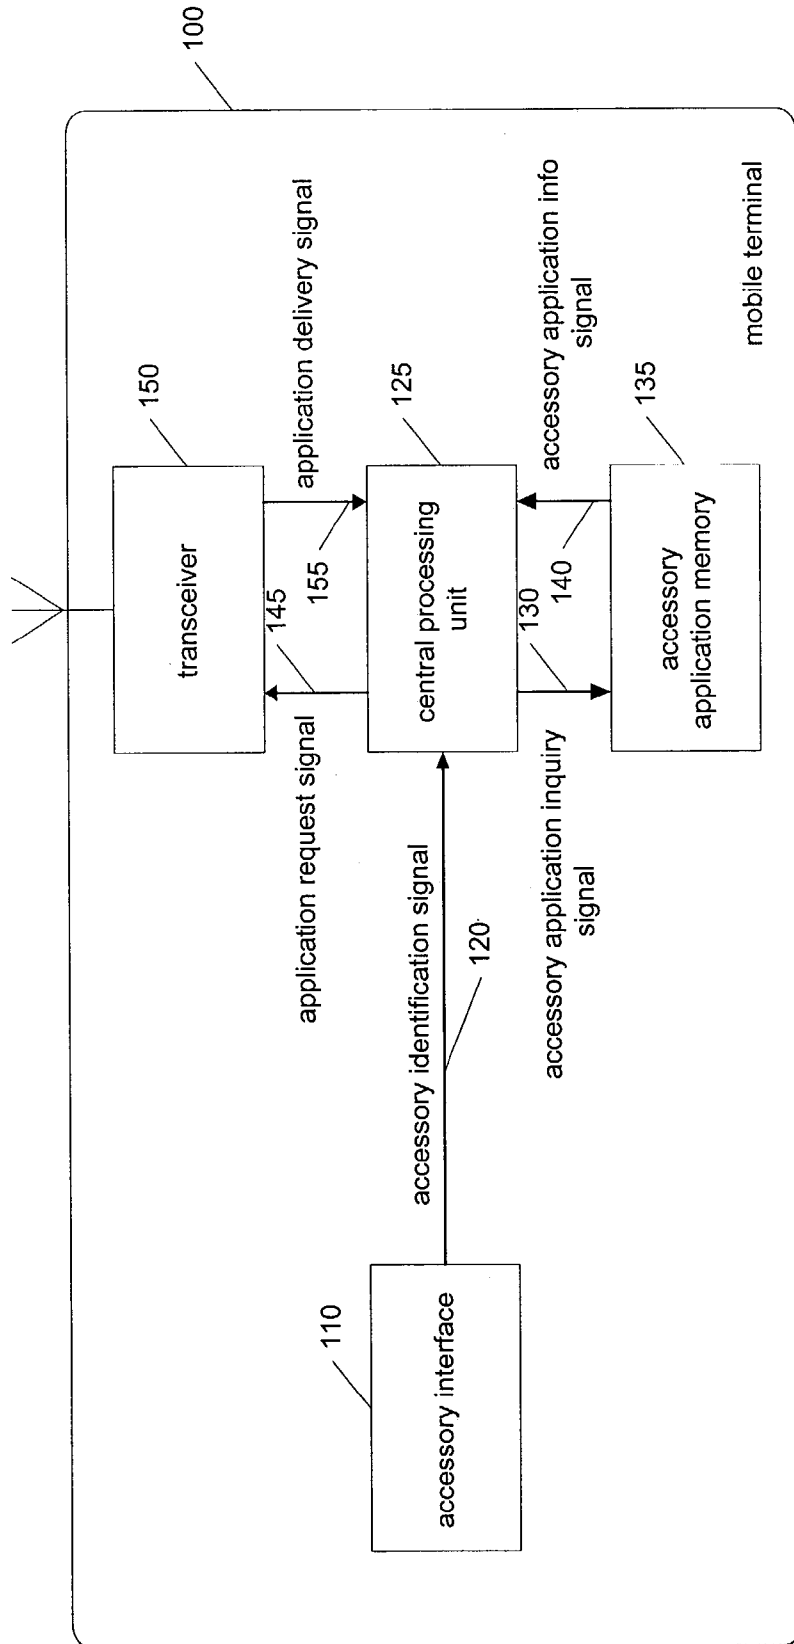 100
150
transceiver
application request signal
145
155
application delivery signal
110
accessory interface
accessory identification signal
120
125
central processing
unit
accessory application inquiry
signal
130
140
accessory application info
signal
135
accessory
application memory
mobile terminal